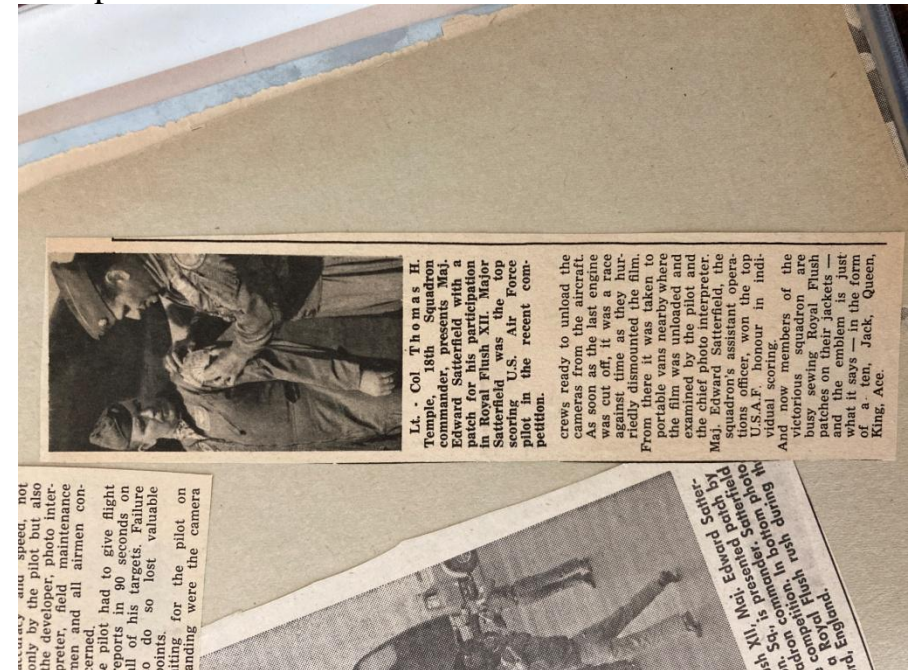 accuracy and speed, not
only by the pilot but also
the developer, photo inter-
preter, field maintenance
men and all airmen con-
cerned.
pilot had to give flight
reports in 90 seconds on
all of his targets. Failure
to do so lost valuable
points.
for the pilot on
were the camera
Lt. - Col Thomas H.
Temple, 18th Squadron
commander, presents Maj.
Edward Satterfield with a
patch for his participation
in Royal Flush XII. Major
Satterfield was the top
scoring U.S. Air Force
pilot in the recent com-
petition.
crews ready to unload the
cameras from the aircraft.
As soon as the last engine
was cut off, it was a race
against time as they hur-
riedly dismounted the film.
From there it was taken to
portable vans nearby where
the film was unloaded and
examined by the pilot and
the chief photo interpreter.
Maj. Edward Satterfield, the
squadron's assistant opera-
tions officer, won the top
U.S.A.F. honour in indi-
vidual scoring.
And now members of the
victorious squadron are
busy sewing Royal Flush
patches on their jackets —
and the emblem is just
what it says — in the form
of a ten, Jack, Queen,
King, Ace.
XII, Maj. Edward Satter-
is presented patch by
commander. Satterfield
competition. In bottom photo
a Royal Flush rush during
England.